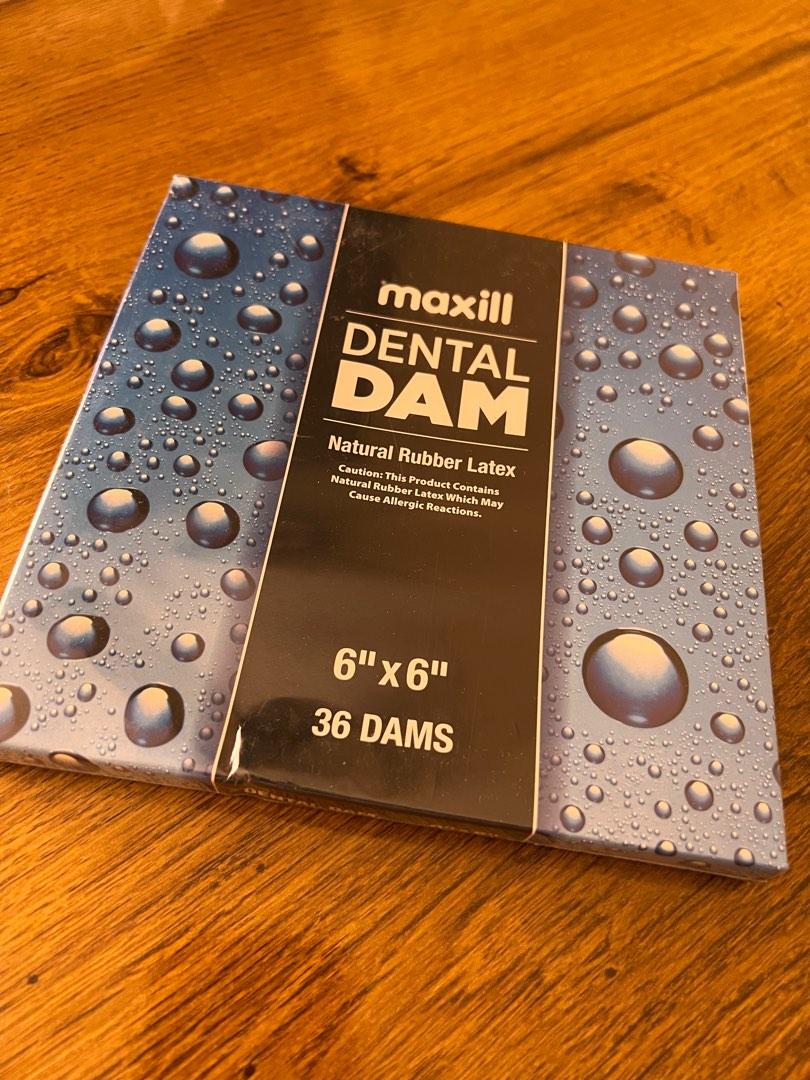 maxill
DENTAL
DAM
Natural Rubber Latex
Caution: This Product Contains
Natural Rubber Latex Which May
Cause Allergic Reactions.
6" x 6"
36 DAMS
DENTAL